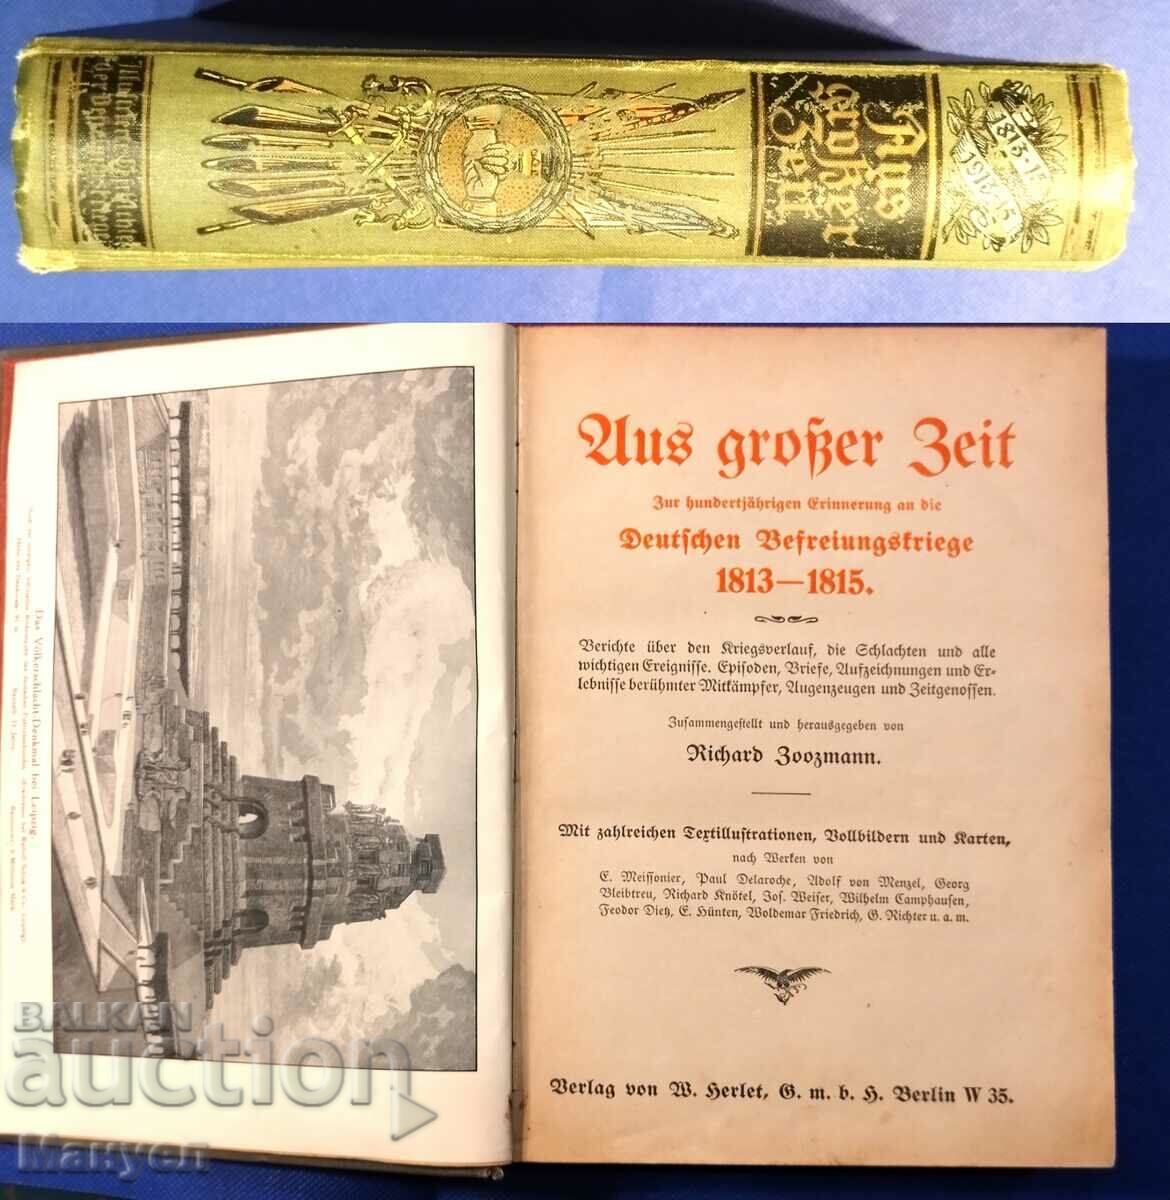 1813-15
1913-15
Aus
großer
Zeit
Das Völkerschlacht-Denkmal bei Leipzig.
Aus großer Zeit
Zur hundertjährigen Erinnerung an die
Deutschen Befreiungskriege
1813—1815.
Berichte über den Kriegsverlauf, die Schlachten und alle
wichtigen Ereignisse. Episoden, Briefe, Aufzeichnungen und Er-
lebnisse berühmter Mitkämpfer, Augenzeugen und Zeitgenossen.
Zusammengestellt und herausgegeben von
Richard Zoozmann.
Mit zahlreichen Textillustrationen, Vollbildern und Karten,
nach Werken von
E. Meissonier, Paul Delaroche, Adolf von Menzel, Georg
Bleibtreu, Richard Knötel, Jos. Weiser, Wilhelm Camphausen,
Feodor Dietz, E. Hünten, Woldemar Friedrich, G. Richter u. a. m.
Verlag von W. Herlet, G. m. b. H. Berlin W 35.
BALKAN
auction
Мануел